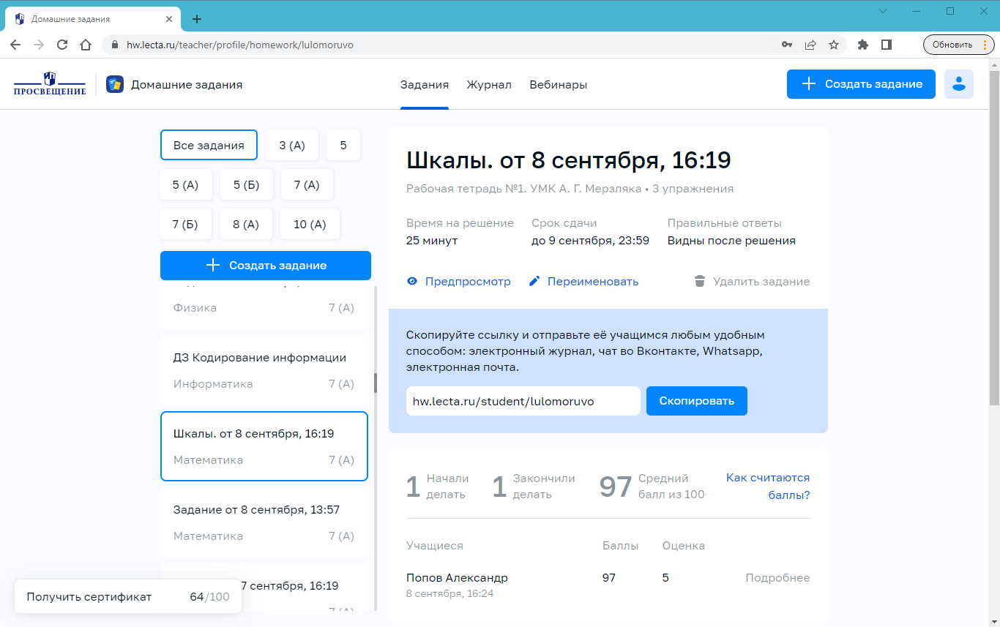 Домашние задания
hw.lecta.ru/teacher/profile/homework/lulomoruvo
Обновить
ПРОСВЕЩЕНИЕ
Домашние задания
Задания
Журнал
Вебинары
Создать задание
Все задания
3 (А)
5
5 (А)
5 (Б)
7 (А)
7 (Б)
8 (А)
10 (А)
Создать задание
Физика
7 (А)
ДЗ Кодирование информации
Информатика
7 (А)
Шкалы. от 8 сентября, 16:19
Математика
7 (А)
Задание от 8 сентября, 13:57
Математика
7 (А)
7 сентября, 16:19
7 (А)
Получить сертификат
64/100
Шкалы. от 8 сентября, 16:19
Рабочая тетрадь №1. УМК А. Г. Мерзляка • 3 упражнения
Время на решение
25 минут
Срок сдачи
до 9 сентября, 23:59
Правильные ответы
Видны после решения
Предпросмотр
Переименовать
Удалить задание
Скопируйте ссылку и отправьте её учащимся любым удобным
способом: электронный журнал, чат во Вконтакте, Whatsapp,
электронная почта.
hw.lecta.ru/student/lulomoruvo
Скопировать
1
Начали
делать
1
Закончили
делать
97
Средний
балл из 100
Как считаются
баллы?
Учащиеся
Баллы
Оценка
Попов Александр
97
5
Подробнее
8 сентября, 16:24